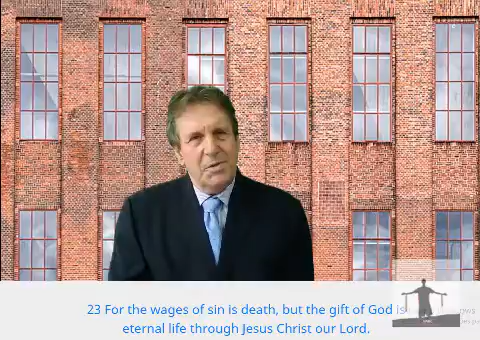 23 For the wages of sin is death, but the gift of God is
eternal life through Jesus Christ our Lord.